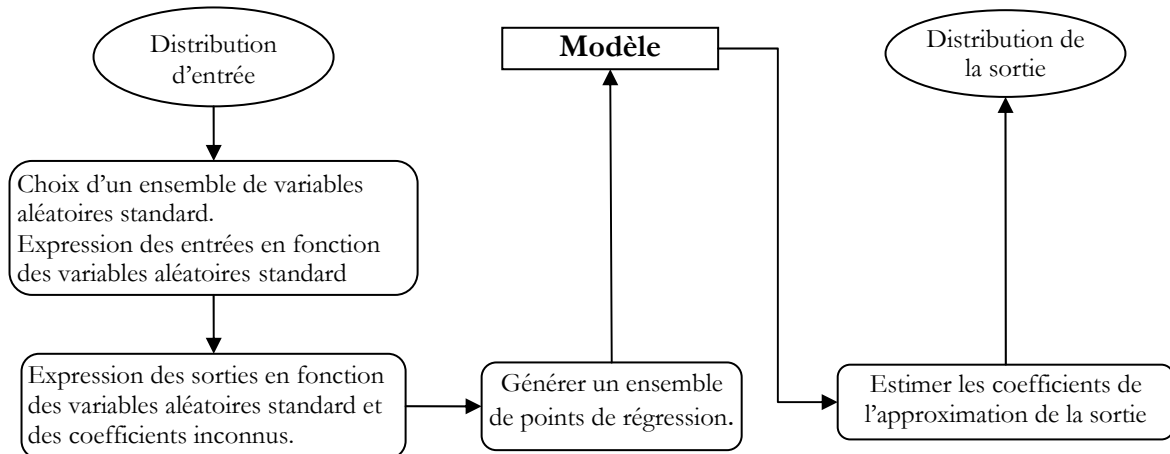 Distribution
d'entrée
Choix d'un ensemble de variables
aléatoires standard.
Expression des entrées en fonction
des variables aléatoires standard
Expression des sorties en fonction
des variables aléatoires standard et
des coefficients inconnus.
Générer un ensemble
de points de régression.
Modèle
Estimer les coefficients de
l'approximation de la sortie
Distribution de
la sortie